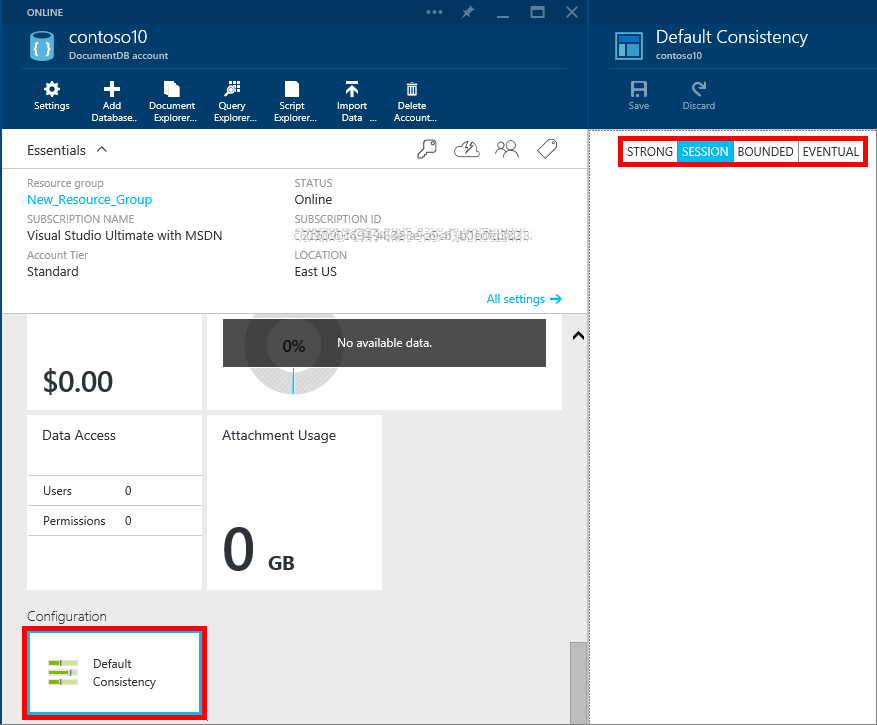 ONLINE
contoso10
DocumentDB account
Settings
Add Database..
Document Explorer...
Query Explorer...
Script Explorer...
Import Data ...
Delete Account...
Essentials
Resource group
New_Resource_Group
SUBSCRIPTION NAME
Visual Studio Ultimate with MSDN
Account Tier
Standard
STATUS
Online
SUBSCRIPTION ID
LOCATION
East US
All settings
$0.00
0%
No available data.
Data Access
Users 0
Permissions 0
Attachment Usage
0 GB
Configuration
Default
Consistency
Default Consistency
contoso10
Save
Discard
STRONG SESSION BOUNDED EVENTUAL